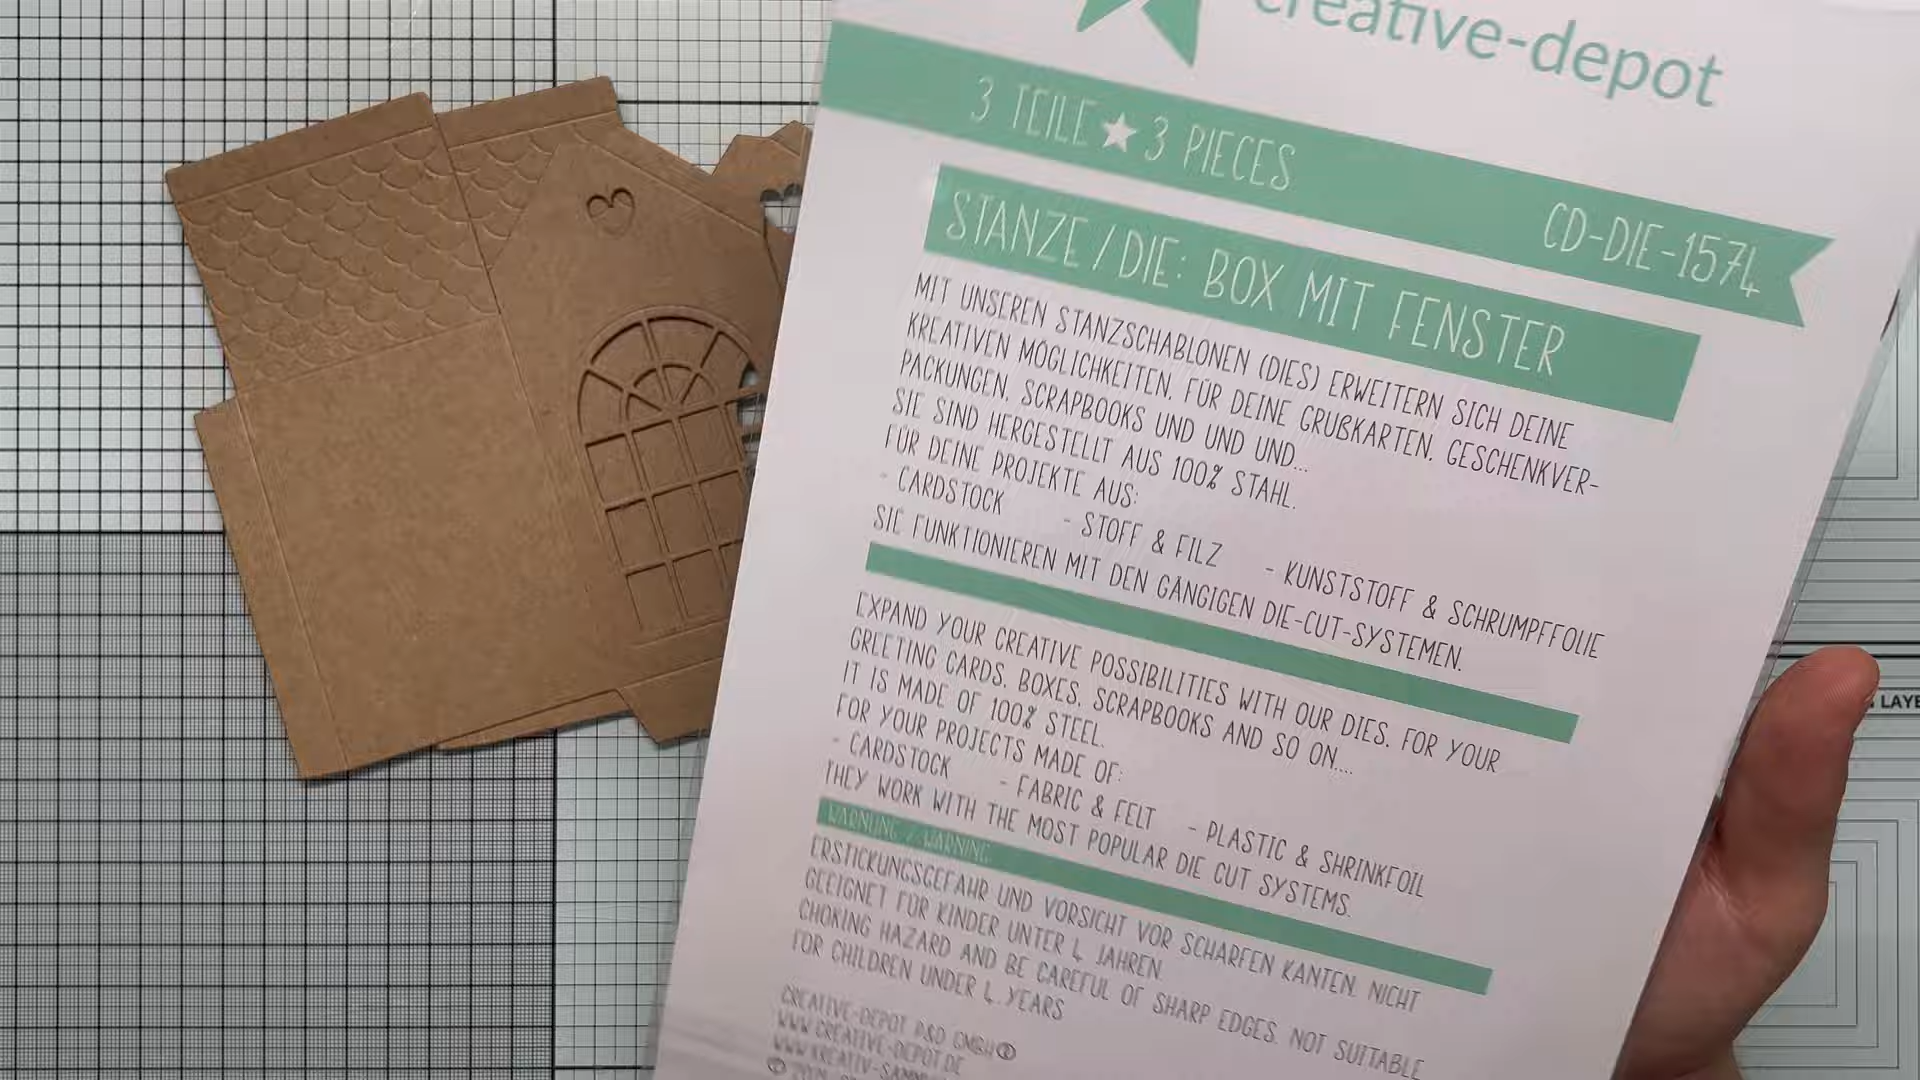 creative-depot
3 TEILE ★ 3 PIECES
CD-DIE-1574
STANZE/DIE: BOX MIT FENSTER
MIT UNSEREN STANZSCHABLONEN (DIES) ERWEITERN SICH DEINE
KREATIVEN MÖGLICHKEITEN. FÜR DEINE GRUßKARTEN, GESCHENKVER-
PACKUNGEN, SCRAPBOOKS UND UND UND...
SIE SIND HERGESTELLT AUS 100% STAHL.
FÜR DEINE PROJEKTE AUS:
- CARDSTOCK - STOFF & FILZ - KUNSTSTOFF & SCHRUMPFFOLIE
SIE FUNKTIONIEREN MIT DEN GÄNGIGEN DIE-CUT-SYSTEMEN.
EXPAND YOUR CREATIVE POSSIBILITIES WITH OUR DIES. FOR YOUR
GREETING CARDS, BOXES, SCRAPBOOKS AND SO ON....
IT IS MADE OF 100% STEEL.
FOR YOUR PROJECTS MADE OF:
- CARDSTOCK - FABRIC & FELT - PLASTIC & SHRINKFOIL
THEY WORK WITH THE MOST POPULAR DIE CUT SYSTEMS.
WARNUNG / WARNING
ERSTICKUNGSGEFAHR UND VORSICHT VOR SCHARFEN KANTEN. NICHT
GEEIGNET FÜR KINDER UNTER 4 JAHREN.
CHOKING HAZARD AND BE CAREFUL OF SHARP EDGES. NOT SUITABLE
FOR CHILDREN UNDER 4 YEARS
CREATIVE-DEPOT P&D GMBH
WWW.CREATIVE-DEPOT.DE
LAYE